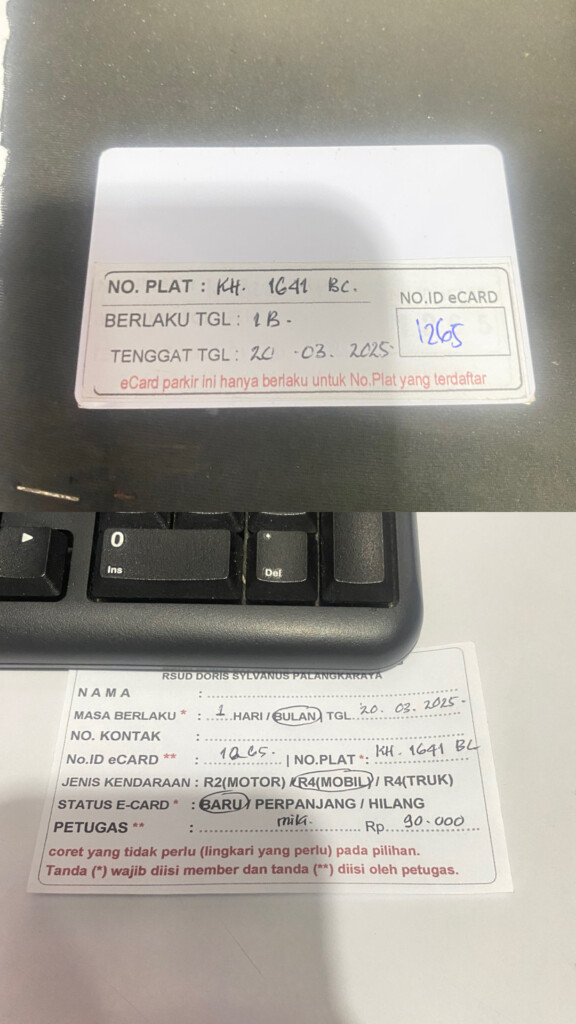 NO. PLAT : KH. 1641 BC.
BERLAKU TGL : 1 B.
TENGGAT TGL : 20 . 03. 2025.
NO.ID eCARD
1265
eCard parkir ini hanya berlaku untuk No.Plat yang terdaftar
0
Ins
.
Del
RSUD DORIS SYLVANUS PALANGKARAYA
N A M A :
MASA BERLAKU * : 1 HARI / BULAN / TGL 20. 03. 2025.
NO. KONTAK :
No.ID eCARD ** : 1265. | NO.PLAT *: KH. 1641 BC
JENIS KENDARAAN : R2(MOTOR) / R4(MOBIL) / R4(TRUK)
STATUS E-CARD * : BARU / PERPANJANG / HILANG
PETUGAS ** : mila. Rp. 90.000
coret yang tidak perlu (lingkari yang perlu) pada pilihan.
Tanda (*) wajib diisi member dan tanda (**) diisi oleh petugas.